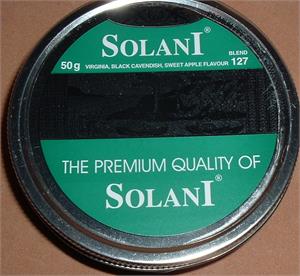 SOLANI®
50g VIRGINIA, BLACK CAVENDISH, SWEET APPLE FLAVOUR BLEND 127
THE PREMIUM QUALITY OF
SOLANI®